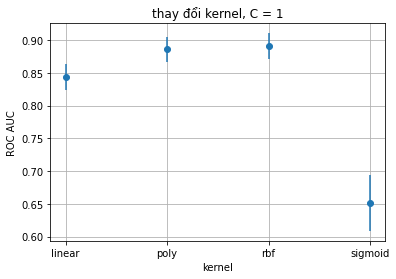 thay đổi kernel, C = 1
0.90
0.85
0.80
0.75
0.70
0.65
0.60
ROC AUC
linear poly rbf sigmoid
kernel